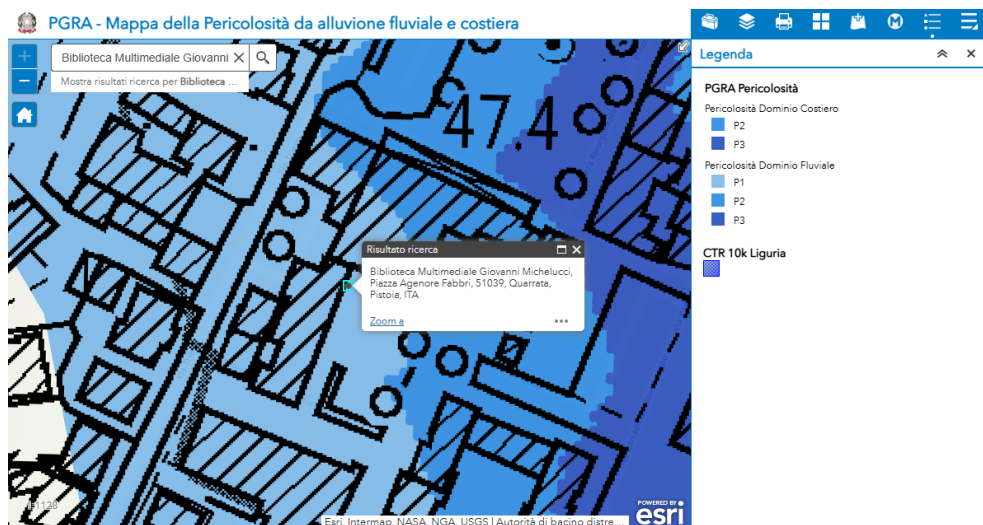 PGRA - Mappa della Pericolosità da alluvione fluviale e costiera
Biblioteca Multimediale Giovanni
Mostra risultati ricerca per Biblioteca ...
47.4
Risultato ricerca
Biblioteca Multimediale Giovanni Michelucci,
Piazza Agenore Fabbri, 51039, Quarrata,
Pistoia, ITA
Zoom a
Esri, Intermap, NASA, NGA, USGS | Autorità di bacino distre...
POWERED BY
esri
M
Legenda
PGRA Pericolosità
Pericolosità Dominio Costiero
P2
P3
Pericolosità Dominio Fluviale
P1
P2
P3
CTR 10k Liguria